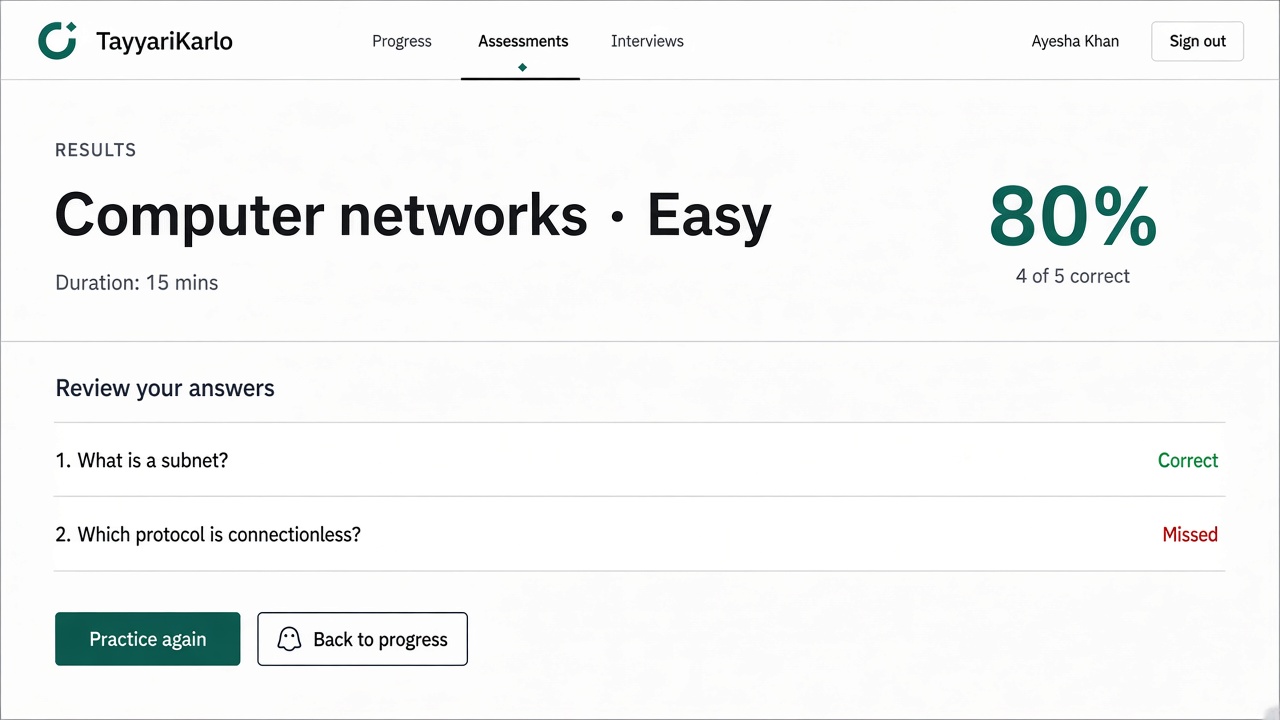 TayyariKarlo
Progress
Assessments
Interviews
Ayesha Khan
Sign out
RESULTS
Computer networks · Easy
Duration: 15 mins
80%
4 of 5 correct
Review your answers
1. What is a subnet?
Correct
2. Which protocol is connectionless?
Missed
Practice again
Back to progress